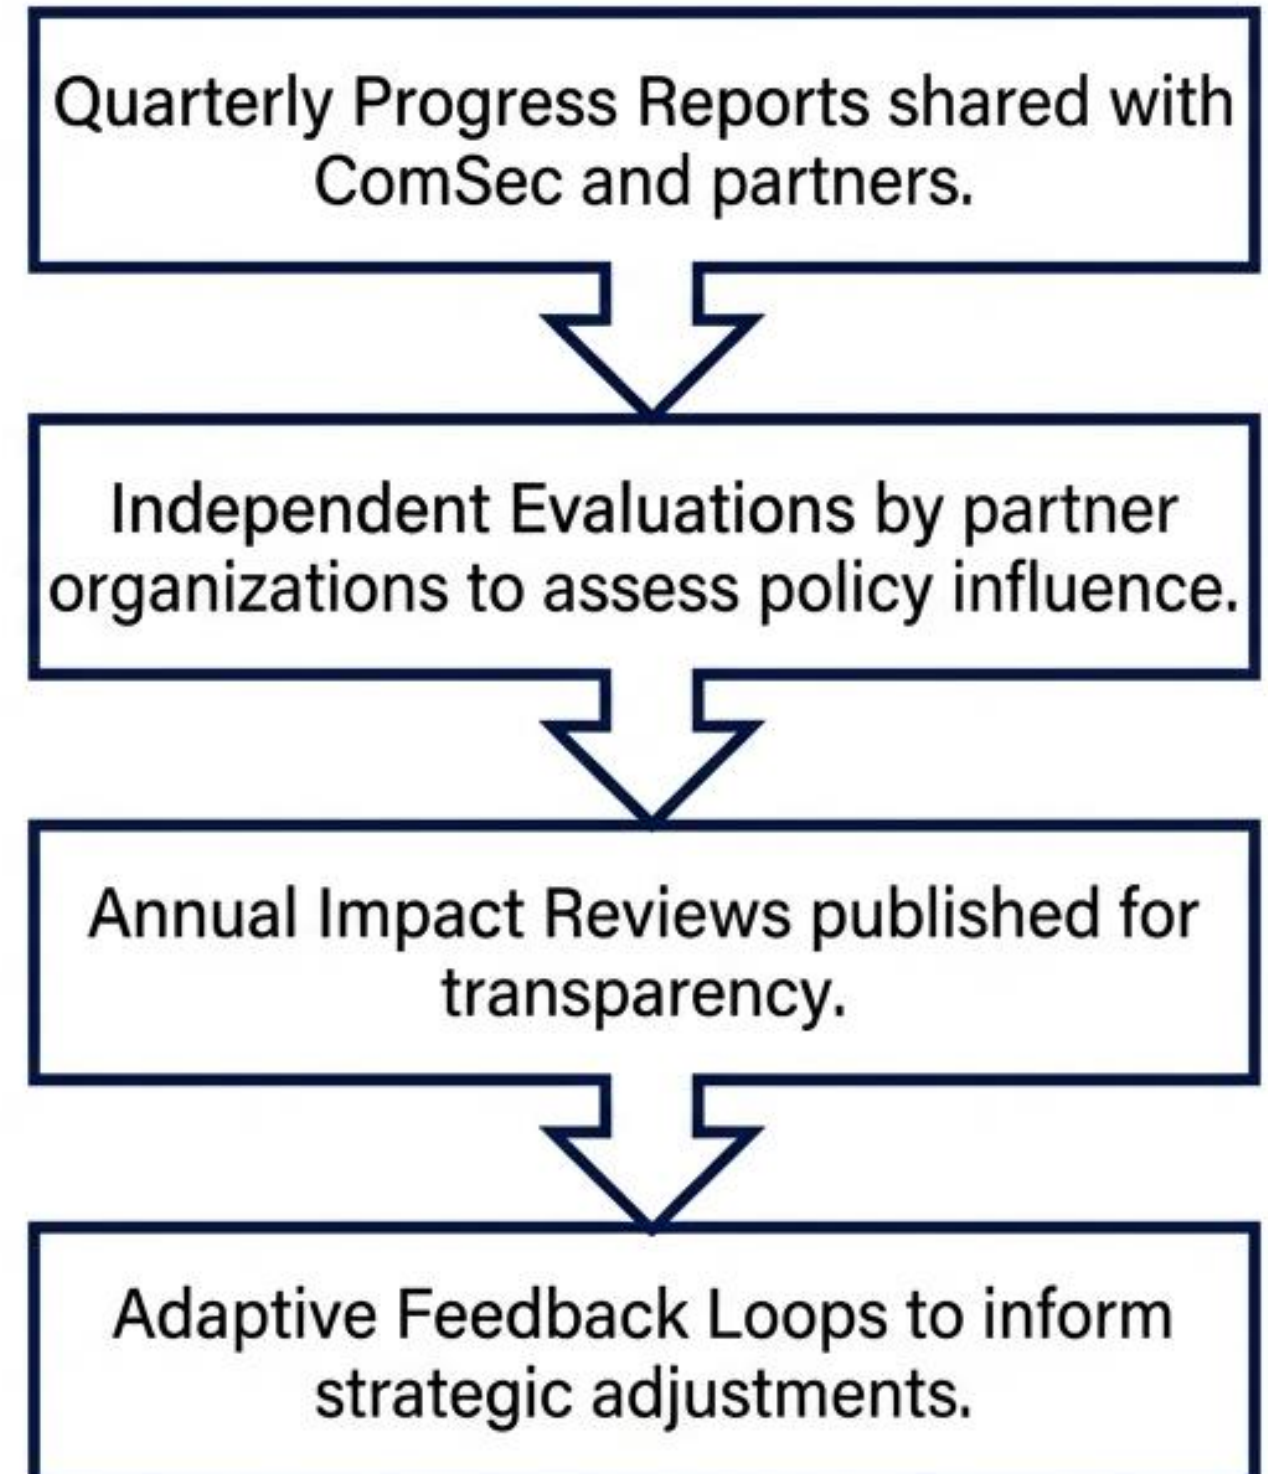 Quarterly Progress Reports shared with
ComSec and partners.
Independent Evaluations by partner
organizations to assess policy influence.
Annual Impact Reviews published for
transparency.
Adaptive Feedback Loops to inform
strategic adjustments.